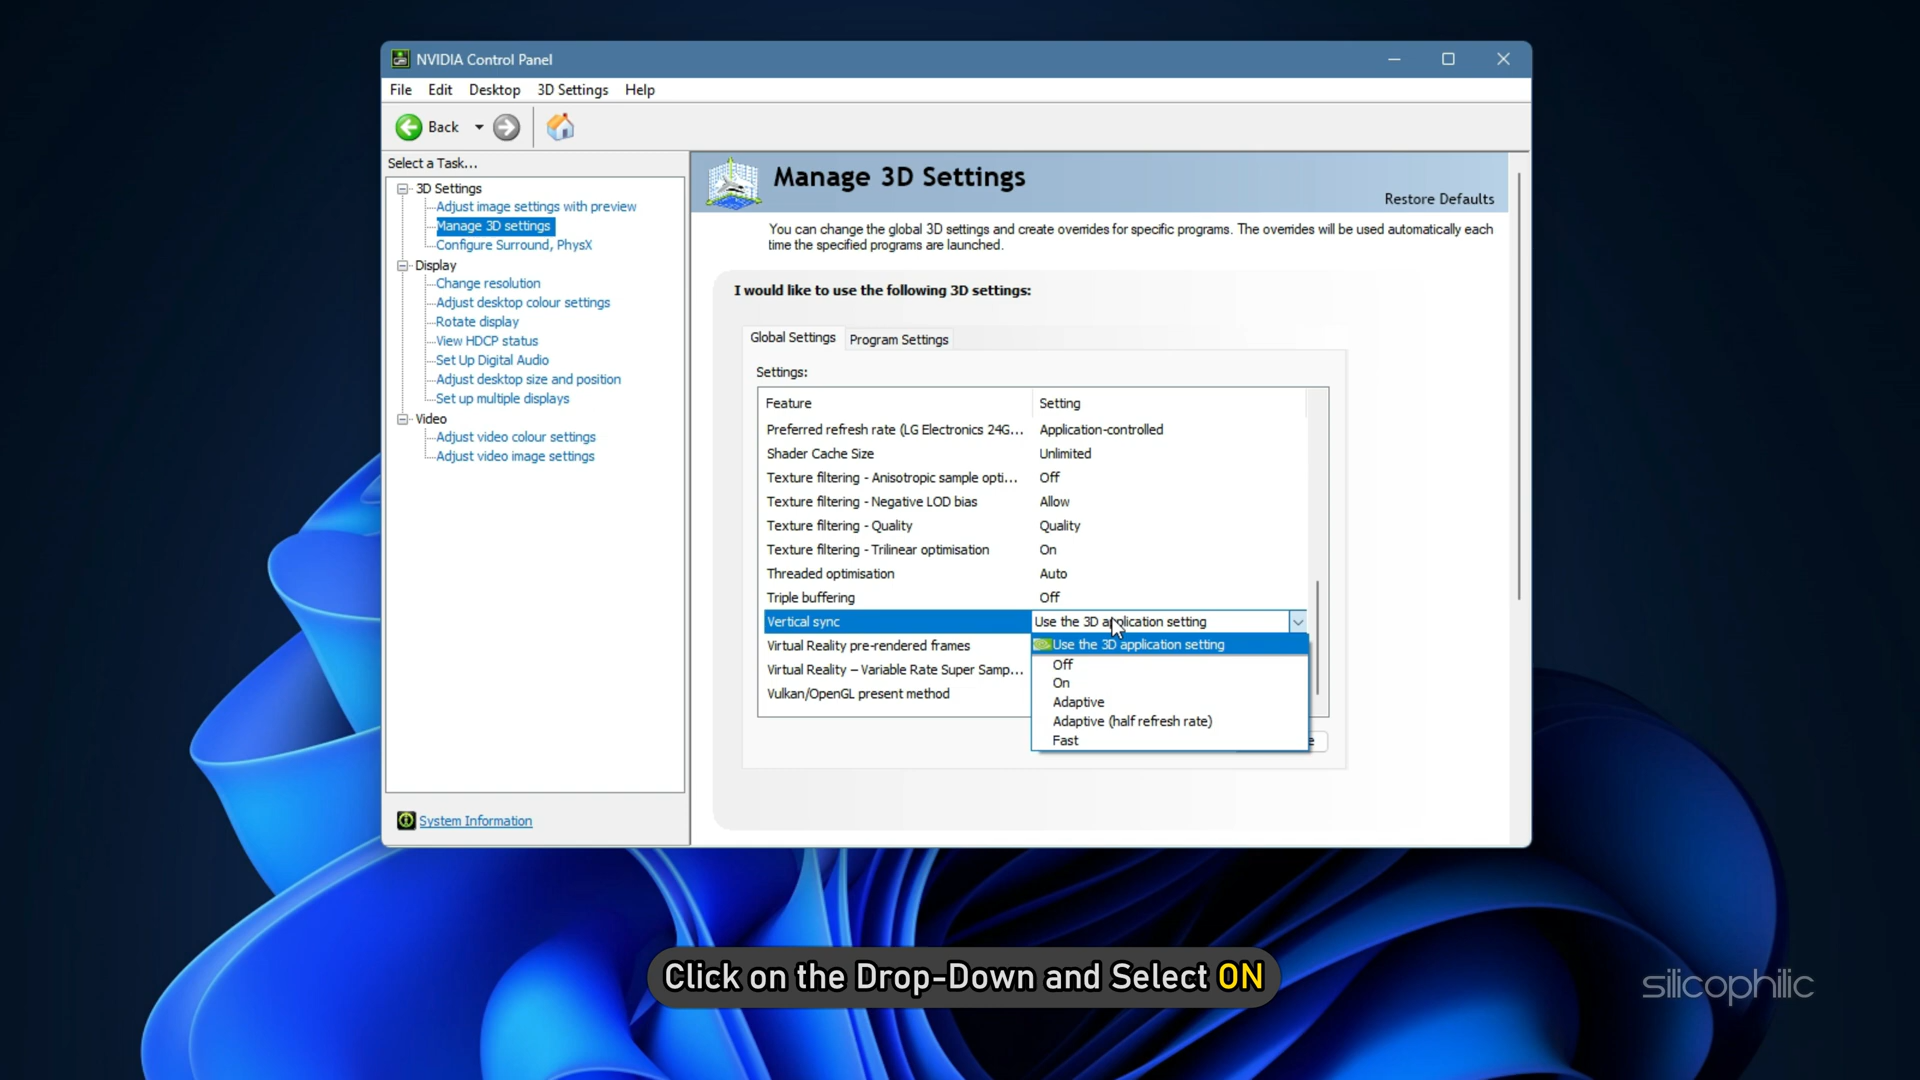 NVIDIA Control Panel
File Edit Desktop 3D Settings Help
Back
Select a Task...
3D Settings
Adjust image settings with preview
Manage 3D settings
Configure Surround, PhysX
Display
Change resolution
Adjust desktop colour settings
Rotate display
View HDCP status
Set Up Digital Audio
Adjust desktop size and position
Set up multiple displays
Video
Adjust video colour settings
Adjust video image settings
System Information
Manage 3D Settings
Restore Defaults
You can change the global 3D settings and create overrides for specific programs. The overrides will be used automatically each
time the specified programs are launched.
I would like to use the following 3D settings:
Global Settings Program Settings
Settings:
Feature Setting
Preferred refresh rate (LG Electronics 24G... Application-controlled
Shader Cache Size Unlimited
Texture filtering - Anisotropic sample opti... Off
Texture filtering - Negative LOD bias Allow
Texture filtering - Quality Quality
Texture filtering - Trilinear optimisation On
Threaded optimisation Auto
Triple buffering Off
Vertical sync Use the 3D application setting
Virtual Reality pre-rendered frames Use the 3D application setting
Virtual Reality – Variable Rate Super Samp... Off
Vulkan/OpenGL present method On
Adaptive
Adaptive (half refresh rate)
Fast
Click on the Drop-Down and Select ON
silicophilic